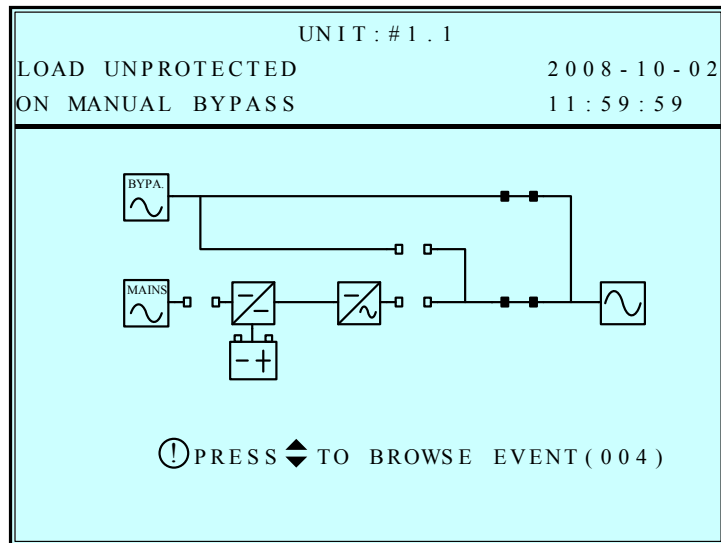 UNIT:#1.1
LOAD UNPROTECTED 2008-10-02
ON MANUAL BYPASS 11:59:59
BYPA.
MAINS
! PRESS TO BROWSE EVENT(004)